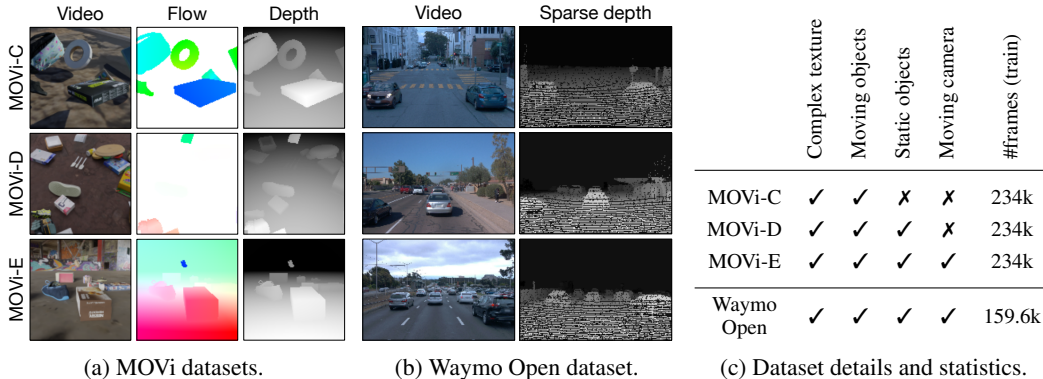 Video Flow Depth
MOVi-C
MOVi-D
MOVi-E
(a) MOVi datasets.
Video Sparse depth
(b) Waymo Open dataset.
Complex texture
Moving objects
Static objects
Moving camera
#frames (train)
MOVi-C ✓ ✓ ✗ ✗ 234k
MOVi-D ✓ ✓ ✓ ✗ 234k
MOVi-E ✓ ✓ ✓ ✓ 234k
Waymo
Open ✓ ✓ ✓ ✓ 159.6k
(c) Dataset details and statistics.